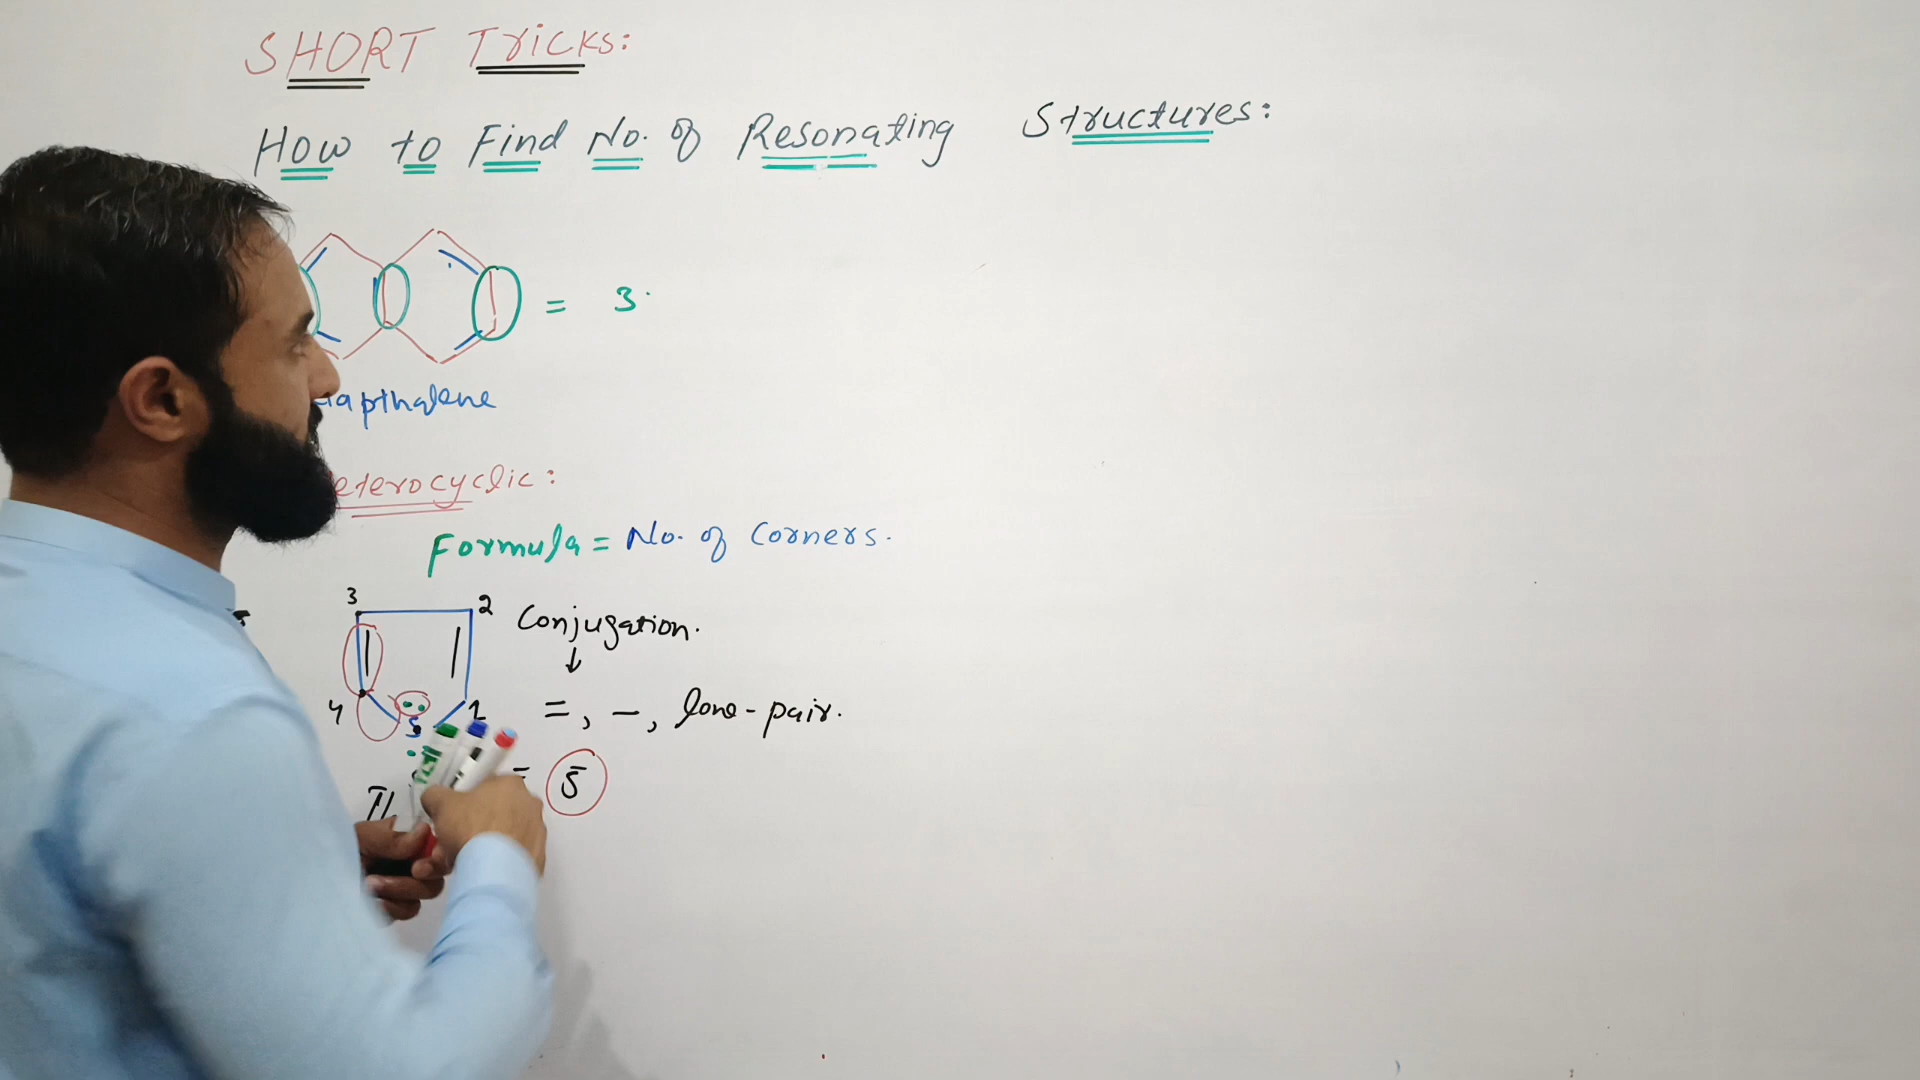 SHORT Tricks:
How to Find No. of Resonating Structures:
= 3
apthalene
eterocyclic:
Formula = No. of Corners.
3
2
Conjugation.
↓
4
S
1
=, —, lone-pair.
=
5